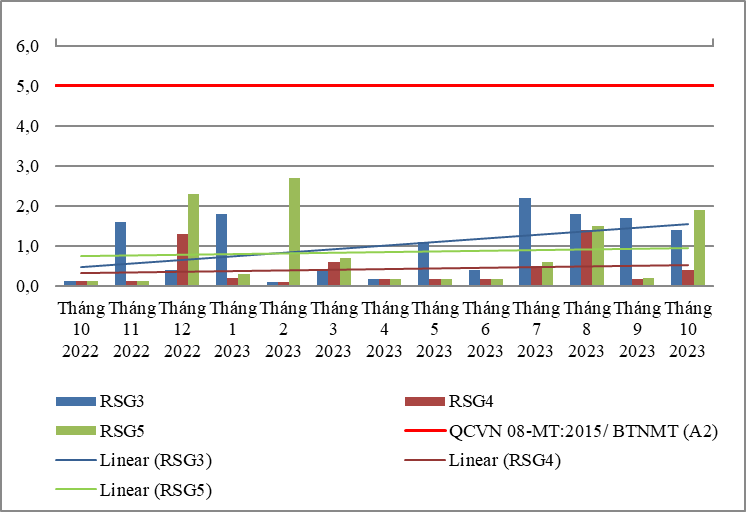 6,0
5,0
4,0
3,0
2,0
1,0
0,0
Tháng Tháng Tháng Tháng Tháng Tháng Tháng Tháng Tháng Tháng Tháng Tháng Tháng
10 11 12 1 2 3 4 5 6 7 8 9 10
2022 2022 2022 2023 2023 2023 2023 2023 2023 2023 2023 2023 2023
RSG3 RSG4
RSG5 QCVN 08-MT:2015/ BTNMT (A2)
Linear (RSG3) Linear (RSG4)
Linear (RSG5)